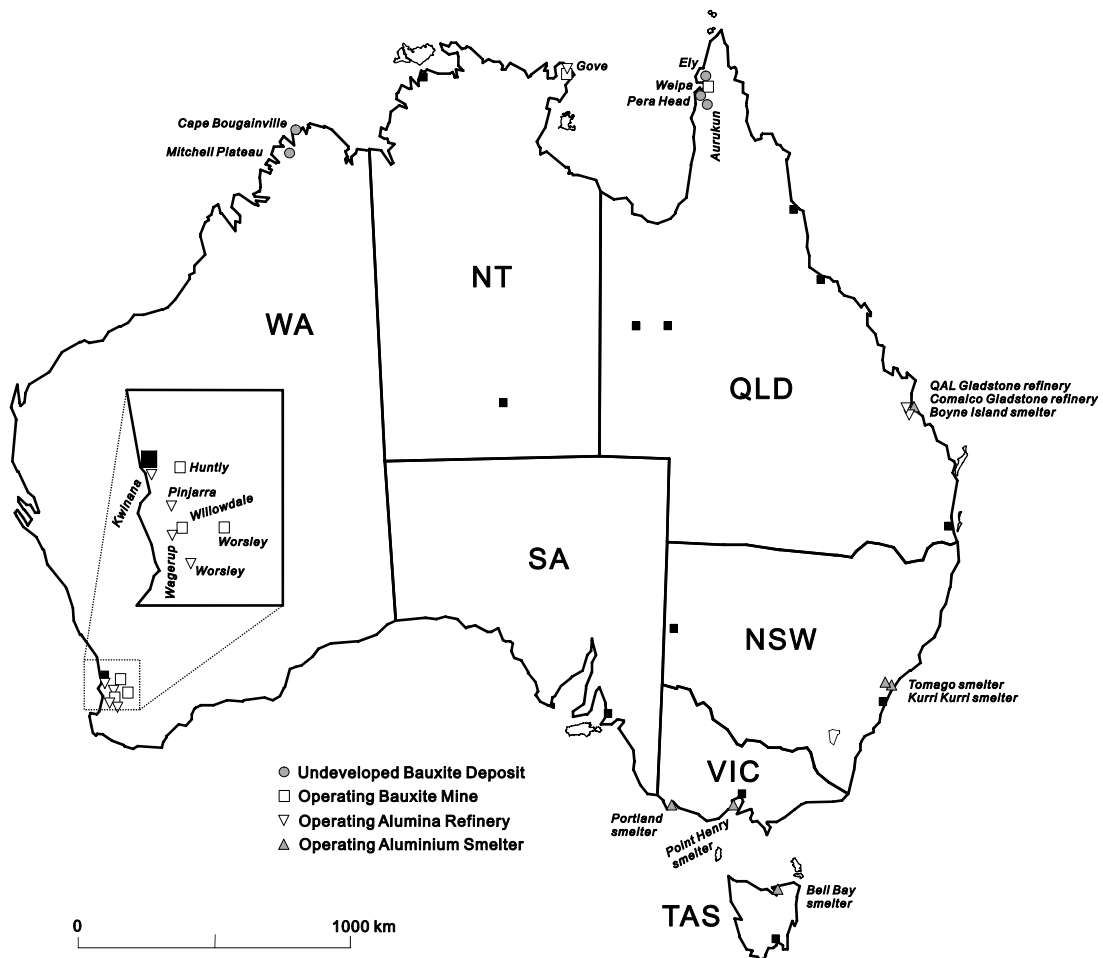 Gove
Ely
Weipa
Pera Head
Aurukun
Cape Bougainville
Mitchell Plateau
NT
WA
QLD
QAL Gladstone refinery
Comalco Gladstone refinery
Boyne Island smelter
Huntly
Kwinana
Pinjarra
Willowdale
Worsley
Wagerup
Worsley
SA
NSW
Tomago smelter
Kurri Kurri smelter
VIC
Undeveloped Bauxite Deposit
Operating Bauxite Mine
Operating Alumina Refinery
Operating Aluminium Smelter
Portland
smelter
Point Henry
smelter
Bell Bay
smelter
TAS
0
1000 km